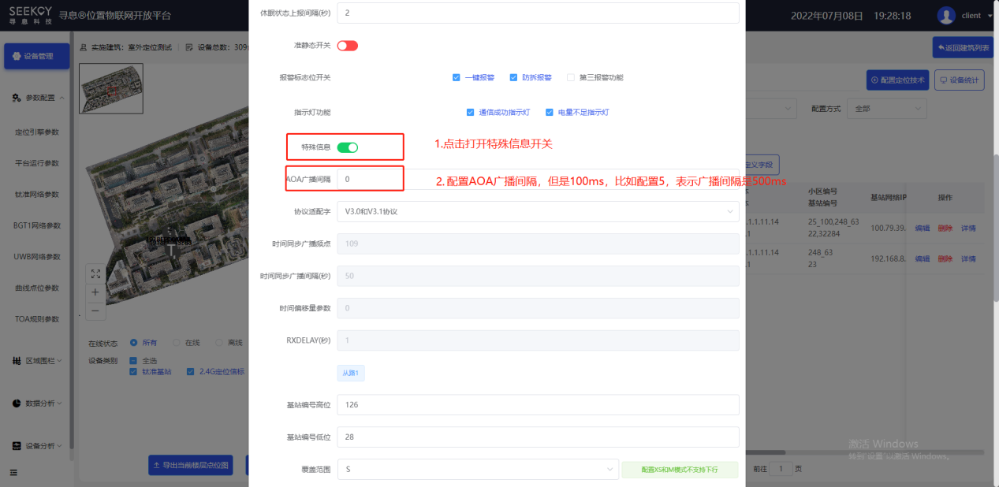 SEEKCY
寻息科技
寻息®位置物联网开放平台
2022年07月08日 19:28:18
client
设备管理
参数配置
定位引擎参数
平台运行参数
钛准网络参数
BGT1网络参数
UWB网络参数
曲线点位参数
TOA规则参数
区域围栏
数据分析
设备分析
实施建筑：室外定位测试
设备总数：309
在线状态 所有 在线 离线
设备类别 全选
钛准基站 2.4G定位信标
导出当前楼层点位图
休眠状态上报间隔(秒) 2
准静态开关
报警标志位开关 一键报警 防拆报警 第三报警功能
指示灯功能 通信成功指示灯 电量不足指示灯
特殊信息
1.点击打开特殊信息开关
AOA广播间隔 0
2.配置AOA广播间隔，但是100ms，比如配置5，表示广播间隔是500ms
协议适配字 V3.0和V3.1协议
时间同步广播频点 109
时间同步广播间隔(秒) 50
时间偏移量参数 0
RXDELAY(秒) 1
从路1
基站编号高位 126
基站编号低位 28
覆盖范围 S
配置XS和M模式不支持下行
返回建筑列表
配置定位技术 设备统计
配置方式 全部
定义字段
小区编号
基站编号
基站网络IP 操作
.1.1.11.14
.1
25_100,248_63
22,32284
100.79.39. 编辑 删除 详情
.1.1.11.14
.1
248_63
23
192.168.8. 编辑 删除 详情
激活 Windows
转到"设置"以激活 Windows。
前往 1 页